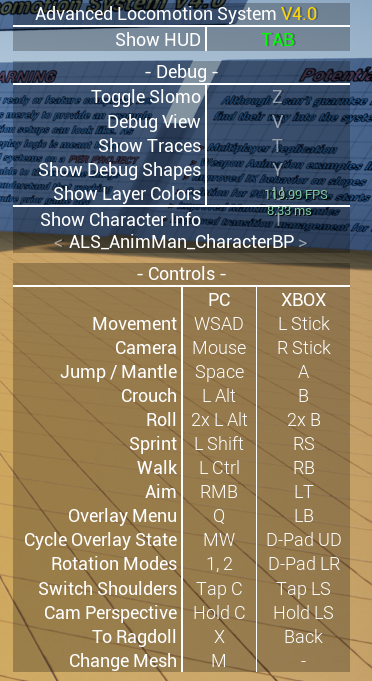 Advanced Locomotion System V4.0
Show HUD TAB
- Debug -
Toggle Slomo Z
Debug View V
Show Traces T
Show Debug Shapes Y
Show Layer Colors
119.99 FPS
8.33 ms
Show Character Info
< ALS_AnimMan_CharacterBP >
- Controls -
PC XBOX
Movement WSAD L Stick
Camera Mouse R Stick
Jump / Mantle Space A
Crouch L Alt B
Roll 2x L Alt 2x B
Sprint L Shift RS
Walk L Ctrl RB
Aim RMB LT
Overlay Menu Q LB
Cycle Overlay State MW D-Pad UD
Rotation Modes 1, 2 D-Pad LR
Switch Shoulders Tap C Tap LS
Cam Perspective Hold C Hold LS
To Ragdoll X Back
Change Mesh M -